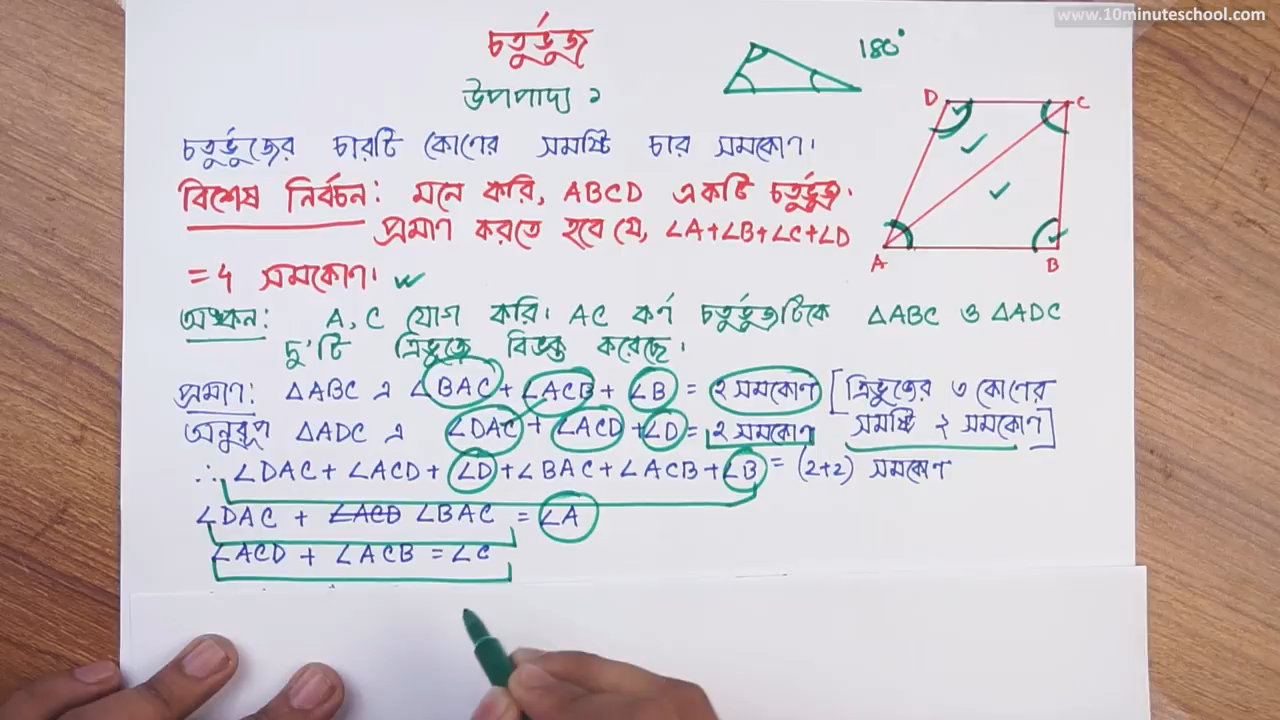 www.10minuteschool.com
চতুর্ভুজ
180°
উপপাদ্য ১
D
C
চতুর্ভুজের চারটি কোণের সমষ্টি চার সমকোণ।
বিশেষ নির্বচন: মনে করি, ABCD একটি চতুর্ভুজ।
প্রমাণ করতে হবে যে, ∠A+∠B+∠C+∠D
A
B
= 4 সমকোণ।
অঙ্কন: A, C যোগ করি। AC কর্ণ চতুর্ভুজটিকে △ABC ও △ADC
দু'টি ত্রিভুজে বিভক্ত করেছে।
প্রমাণ: △ABC এ ∠BAC + ∠ACB + ∠B = ২ সমকোণ [ত্রিভুজের ৩ কোণের
অনুরূপ △ADC এ ∠DAC + ∠ACD + ∠D = ২ সমকোণ সমষ্টি ২ সমকোণ]
∴ ∠DAC + ∠ACD + ∠D + ∠BAC + ∠ACB + ∠B = (2+2) সমকোণ
∠DAC + ∠ACD ∠BAC = ∠A
∠ACD + ∠ACB = ∠C